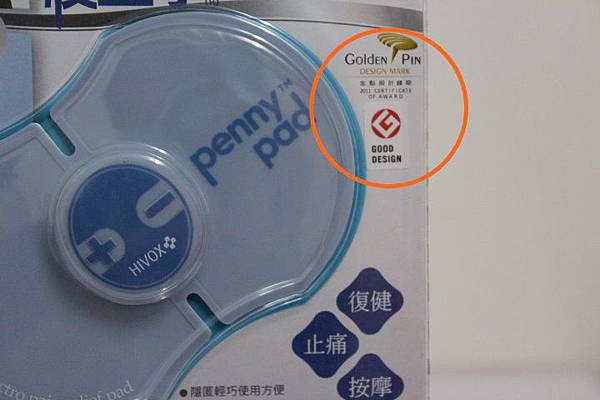 GOLDEN PIN
DESIGN MARK
金點設計標章
2011 CERTIFICATE
OF AWARD
GOOD
DESIGN
penny™
pad
HIVOX
復健
止痛
按摩
●隱匿輕巧使用方便